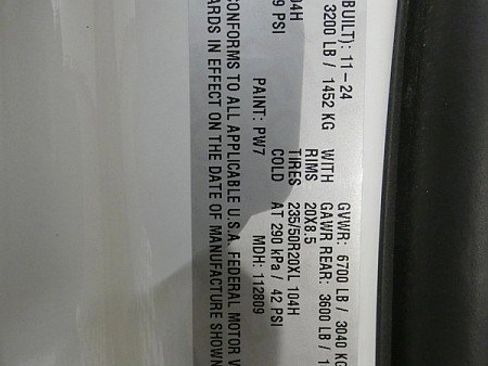 BUILT): 11-24 GVWR: 6700 LB / 3040 KG
3200 LB / 1452 KG WITH GAWR REAR: 3600 LB /
RIMS 20X8.5
04H TIRES 235/50R20XL 104H
9 PSI COLD AT 290 kPa / 42 PSI
PAINT: PW7 MDH: 112809
CONFORMS TO ALL APPLICABLE U.S.A. FEDERAL MOTOR V
ARDS IN EFFECT ON THE DATE OF MANUFACTURE SHOWN